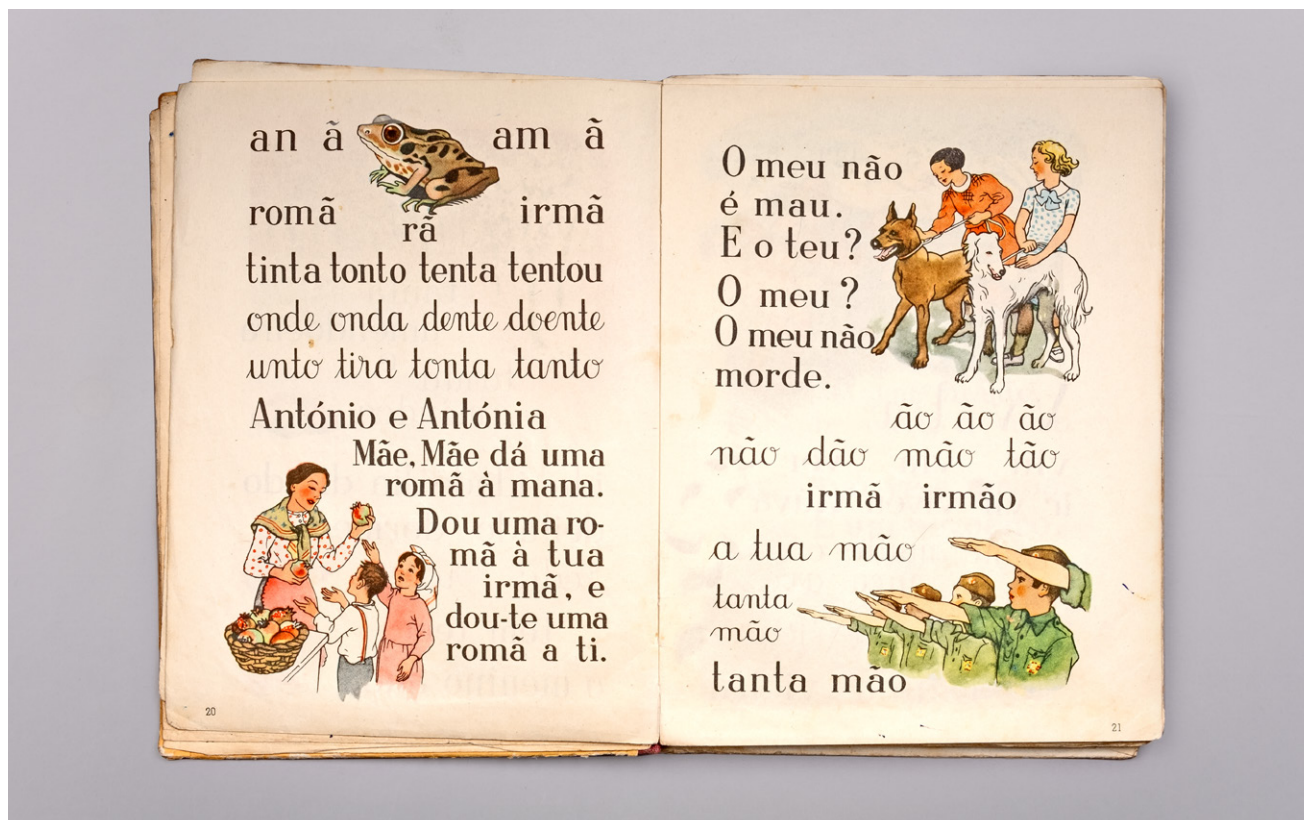 an ã am ã
romã rã irmã
tinta tonto tenta tentou
onde onda dente doente
unto tira tonta tanto
António e Antónia
Mãe, Mãe dá uma
romã à mana.
Dou uma ro-
mã à tua
irmã, e
dou-te uma
romã a ti.
20
O meu não
é mau.
E o teu?
O meu?
O meu não
morde.
ão ão ão
não dão mão tão
irmã irmão
a tua mão
tanta
mão
tanta mão
21